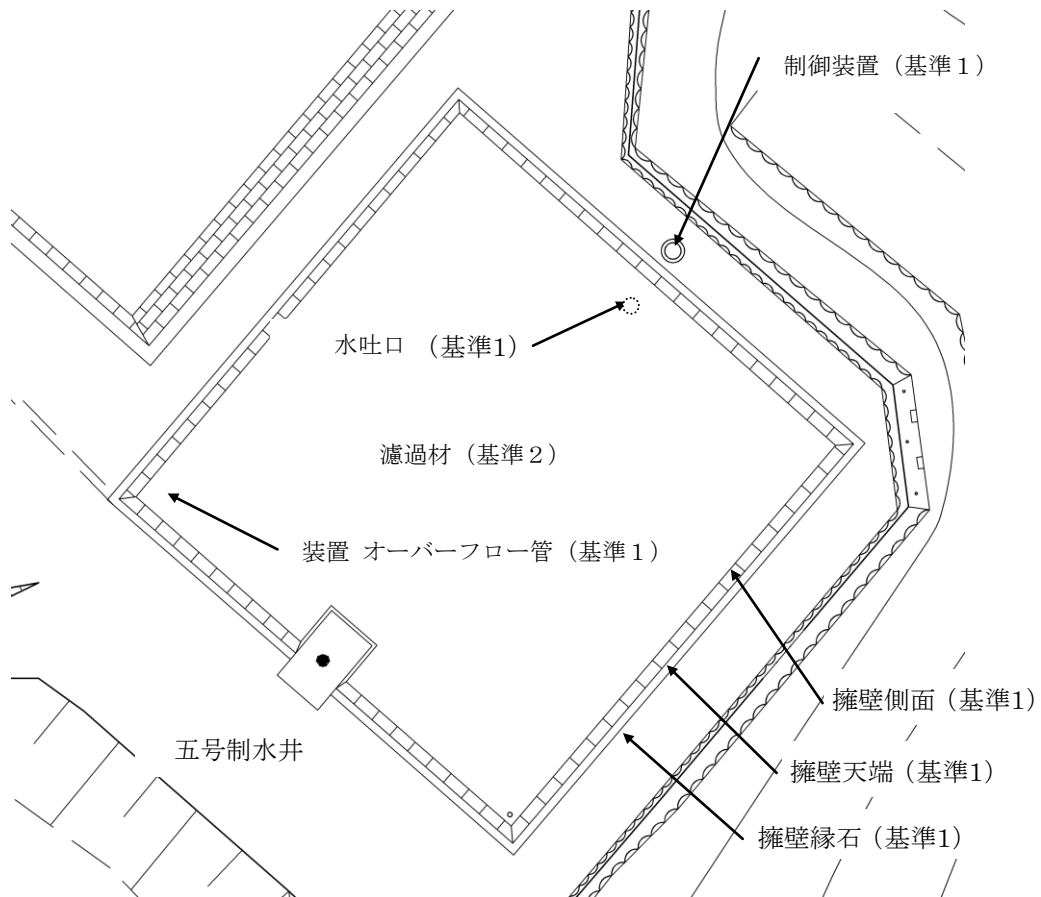 制御装置（基準１）
水吐口 （基準1）
濾過材（基準２）
装置 オーバーフロー管（基準１）
擁壁側面（基準1）
五号制水井
擁壁天端（基準1）
擁壁縁石（基準1）